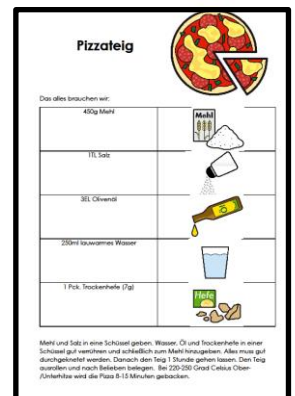 Pizzateig
Das alles brauchen wir:
450g Mehl
Mehl
1TL Salz
3EL Olivenöl
250ml lauwarmes Wasser
1 Pck. Trockenhefe (7g)
Hefe
Mehl und Salz in eine Schüssel geben. Wasser, Öl und Trockenhefe in einer
Schüssel gut verrühren und schließlich zum Mehl hinzugeben. Alles muss gut
durchgeknetet werden. Danach den Teig 1 Stunde gehen lassen. Den Teig
ausrollen und nach Belieben belegen. Bei 220-250 Grad Celsius Ober-
/Unterhitze wird die Pizza 8-15 Minuten gebacken.